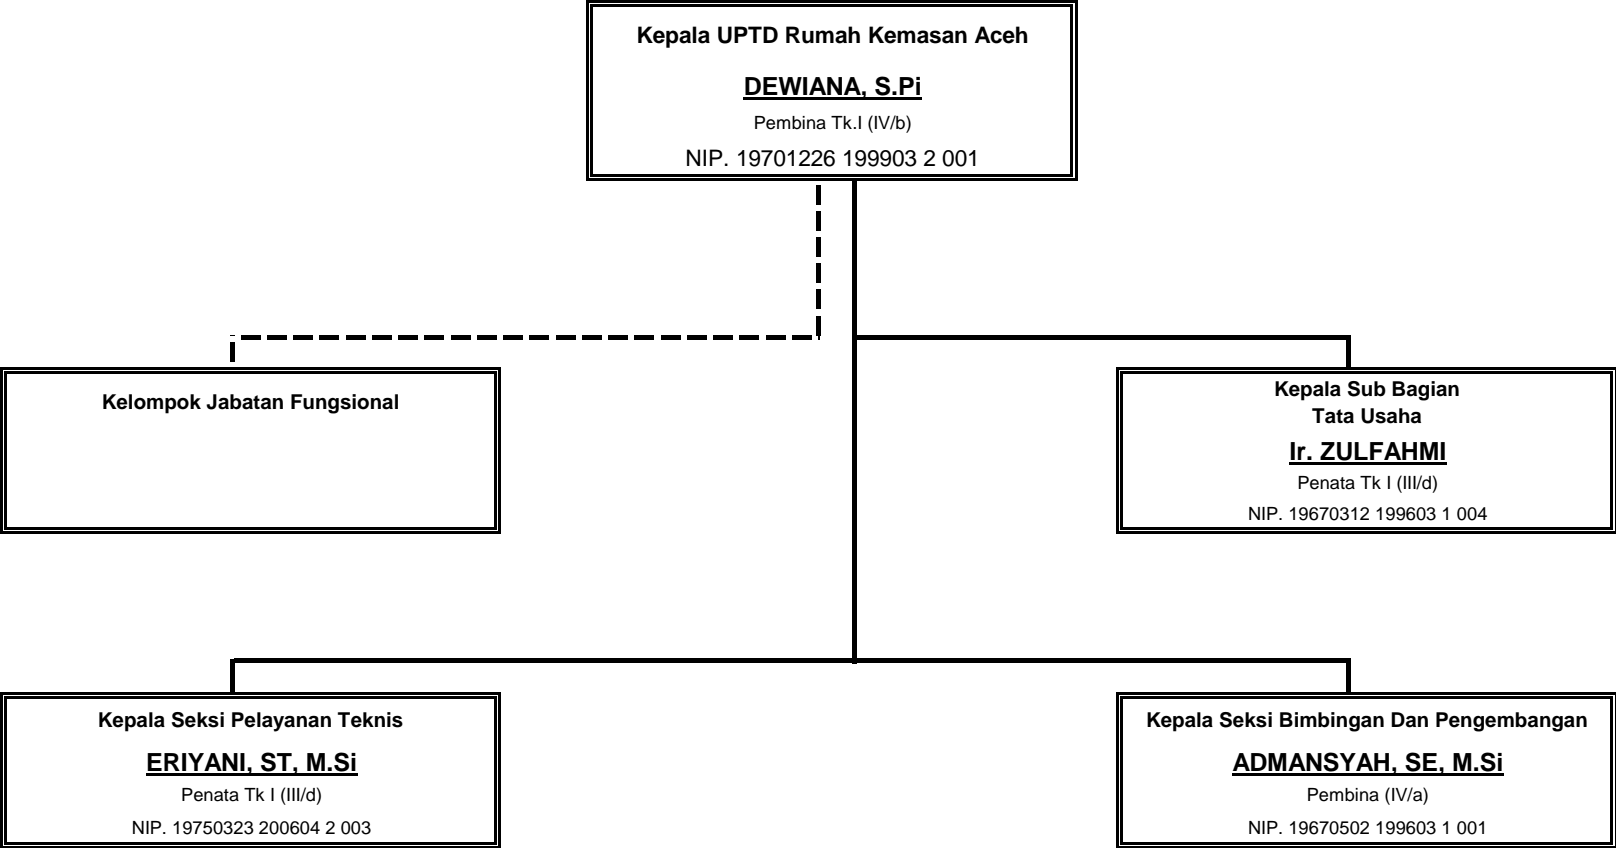 Kepala UPTD Rumah Kemasan Aceh
DEWIANA, S.Pi
Pembina Tk.I (IV/b)
NIP. 19701226 199903 2 001
Kelompok Jabatan Fungsional
Kepala Sub Bagian
Tata Usaha
Ir. ZULFAHMI
Penata Tk I (III/d)
NIP. 19670312 199603 1 004
Kepala Seksi Pelayanan Teknis
ERIYANI, ST, M.Si
Penata Tk I (III/d)
NIP. 19750323 200604 2 003
Kepala Seksi Bimbingan Dan Pengembangan
ADMANSYAH, SE, M.Si
Pembina (IV/a)
NIP. 19670502 199603 1 001